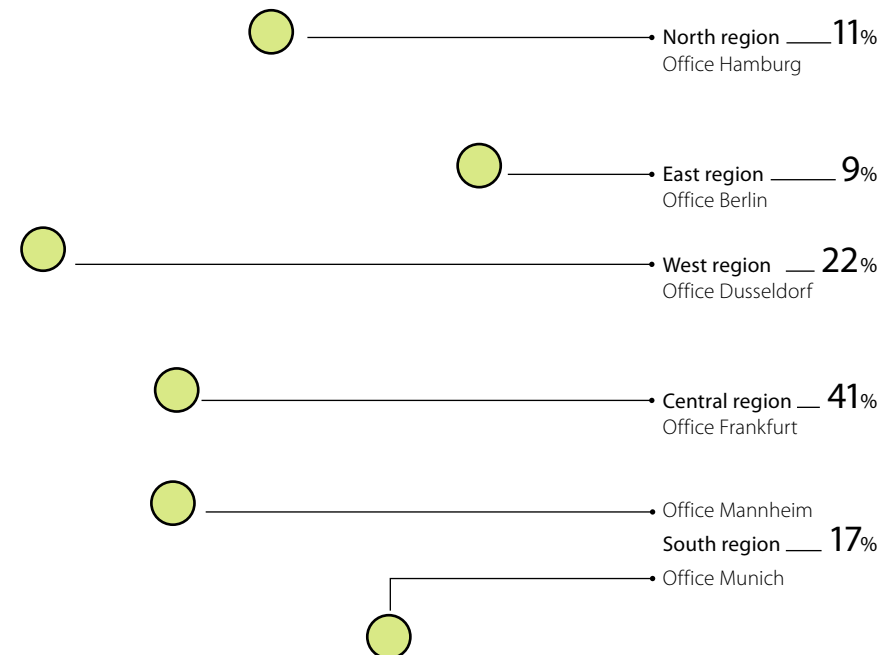 North region 11%
Office Hamburg
East region 9%
Office Berlin
West region 22%
Office Dusseldorf
Central region 41%
Office Frankfurt
Office Mannheim
South region 17%
Office Munich